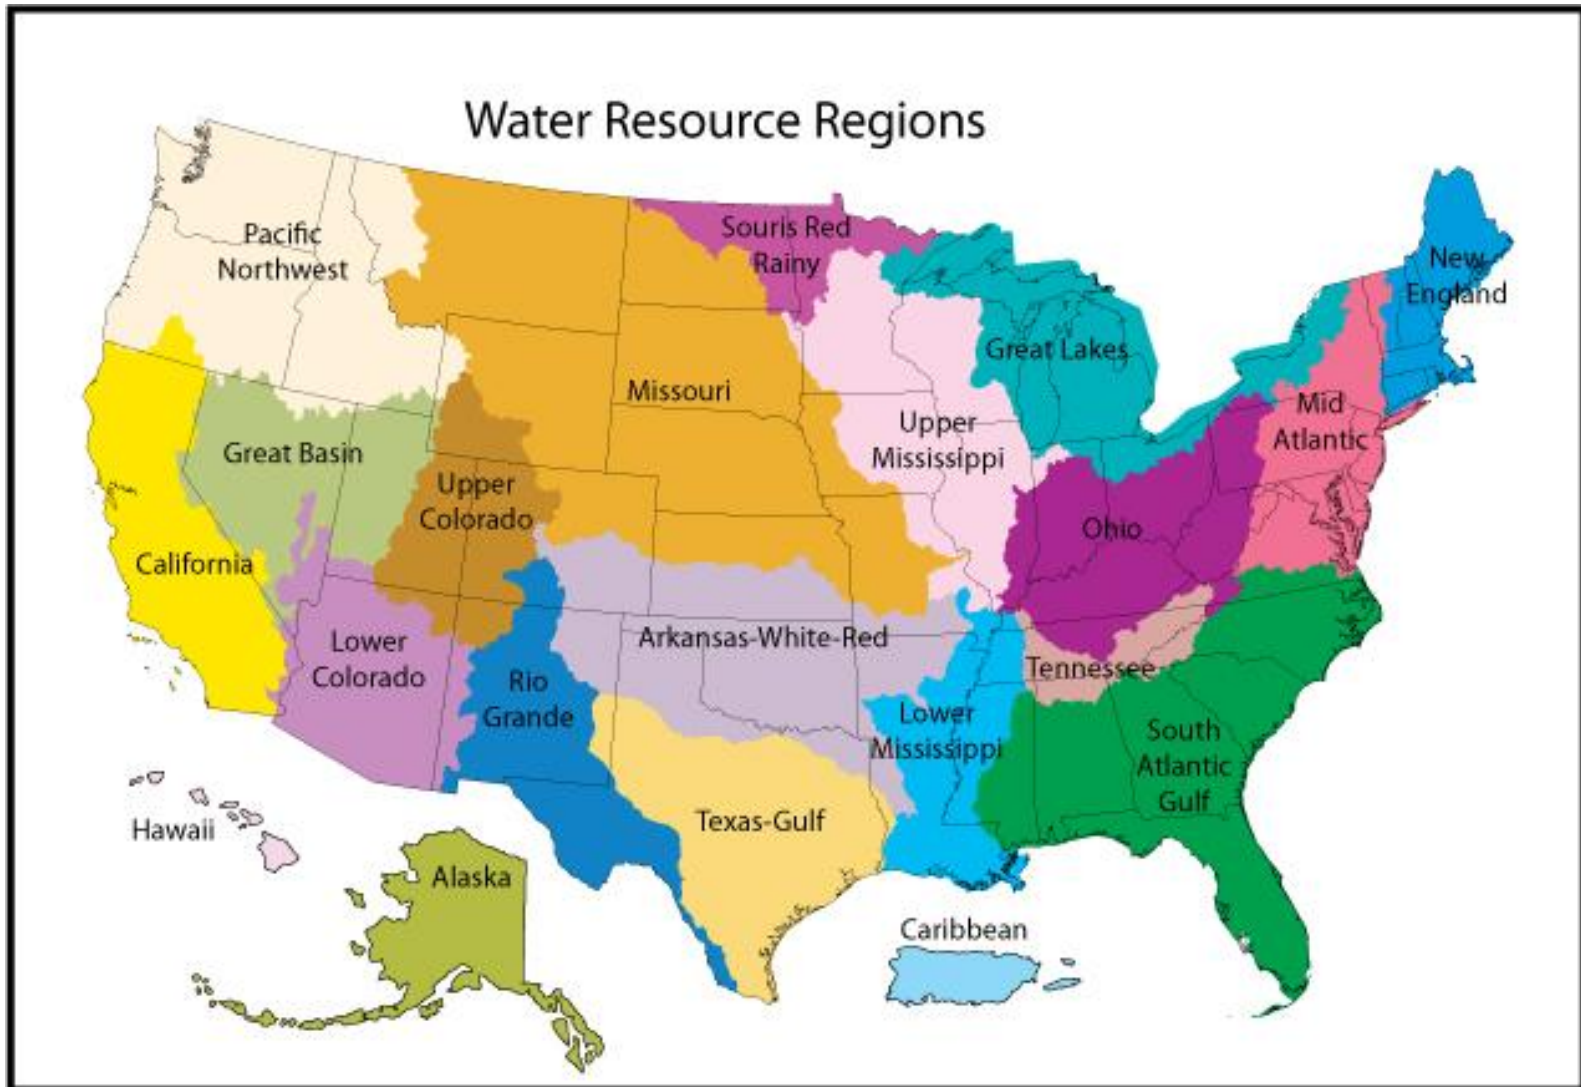 Water Resource Regions
Pacific
Northwest
Souris Red
Rainy
New
England
Great Lakes
Missouri
Mid
Atlantic
Upper
Mississippi
Great Basin
Upper
Colorado
Ohio
California
Lower
Colorado
Arkansas-White-Red
Tennessee
Rio
Grande
Lower
Mississippi
South
Atlantic
Gulf
Texas-Gulf
Hawaii
Alaska
Caribbean